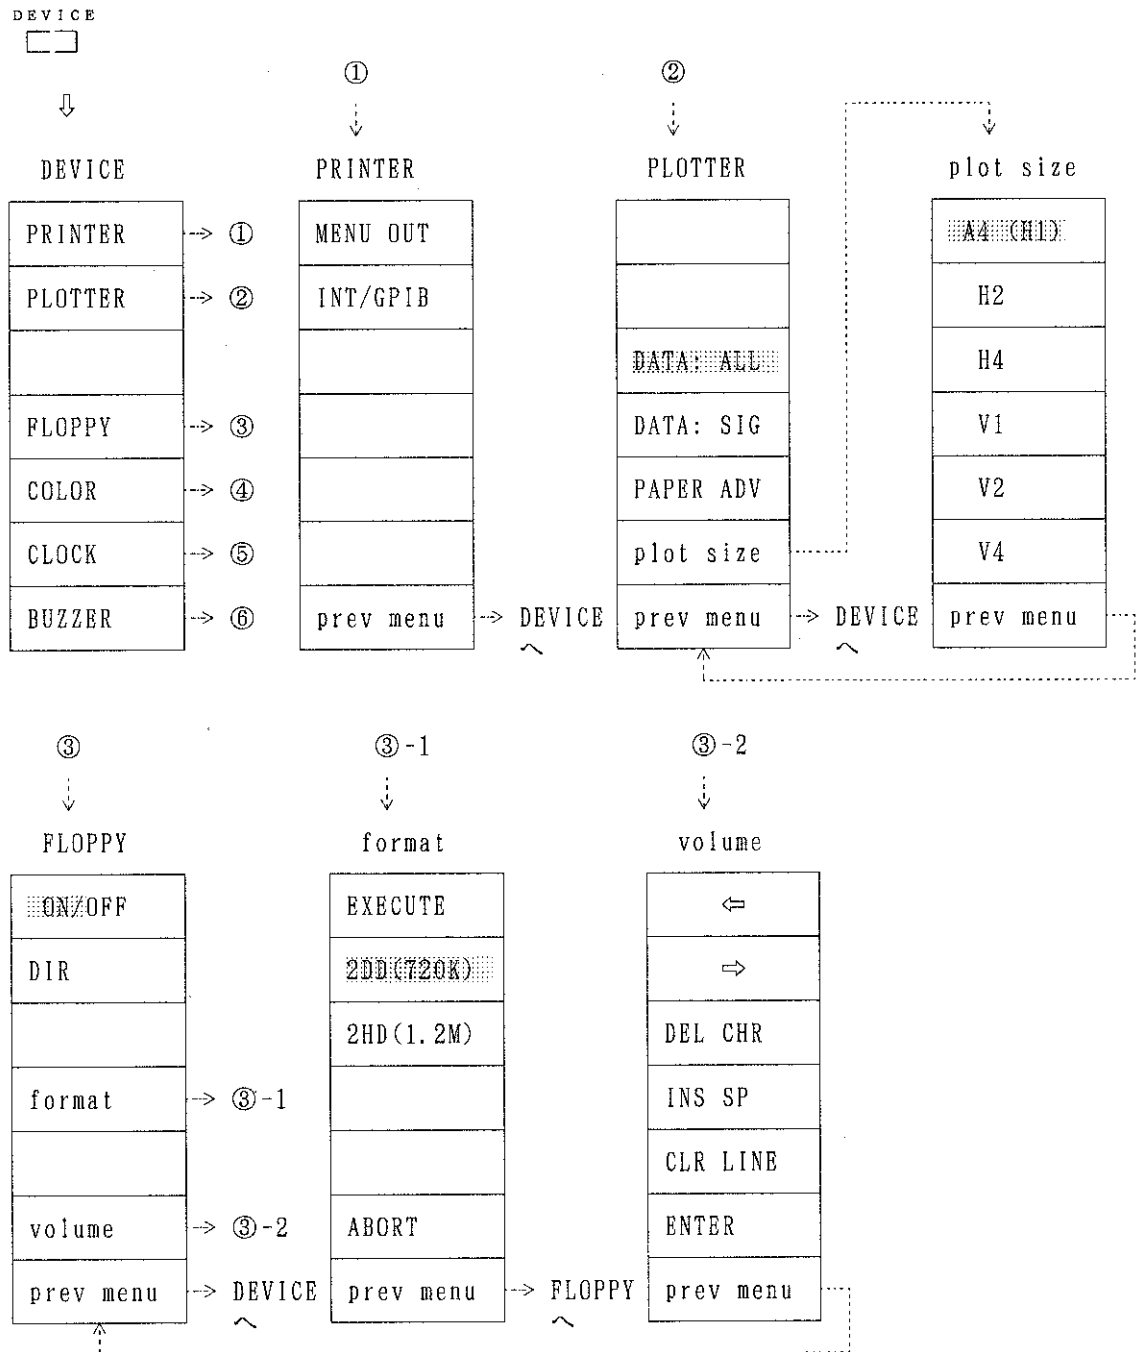 DEVICE
① ②
DEVICE PRINTER PLOTTER plot size
PRINTER ① MENU OUT A4 (H1)
PLOTTER ② INT/GPIB H2
DATA: ALL H4
FLOPPY ③ DATA: SIG V1
COLOR ④ PAPER ADV V2
CLOCK ⑤ plot size V4
BUZZER ⑥ prev menu DEVICE prev menu DEVICE prev menu
へ へ
③ ③-1 ③-2
FLOPPY format volume
ON/OFF EXECUTE ⇦
DIR 2DD(720K) ⇨
2HD(1.2M) DEL CHR
format ③-1 INS SP
CLR LINE
volume ③-2 ABORT ENTER
prev menu DEVICE prev menu FLOPPY prev menu
へ へ